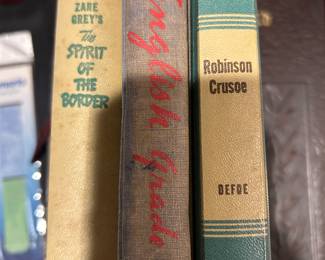 ZANE
GREY'S
The
SPIRIT
OF THE
BORDER
English Grade
Robinson
Crusoe
DEFOE